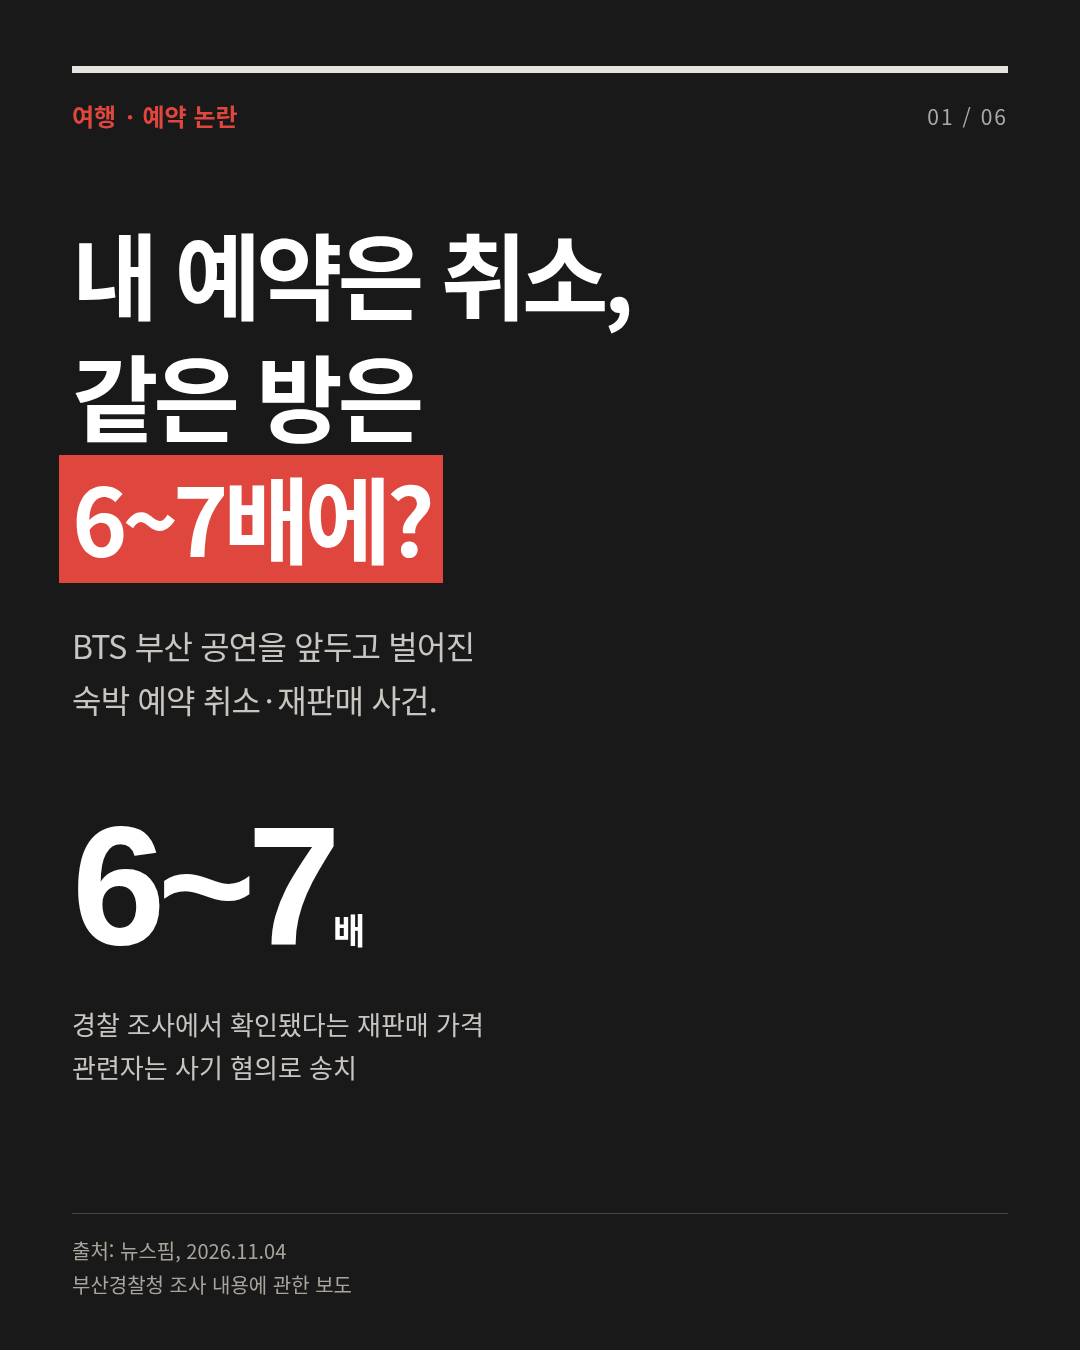 여행 · 예약 논란
01 / 06
내 예약은 취소,
같은 방은
6~7배에?
BTS 부산 공연을 앞두고 벌어진
숙박 예약 취소·재판매 사건.
6~7배
경찰 조사에서 확인됐다는 재판매 가격
관련자는 사기 혐의로 송치
출처: 뉴스핌, 2026.11.04
부산경찰청 조사 내용에 관한 보도